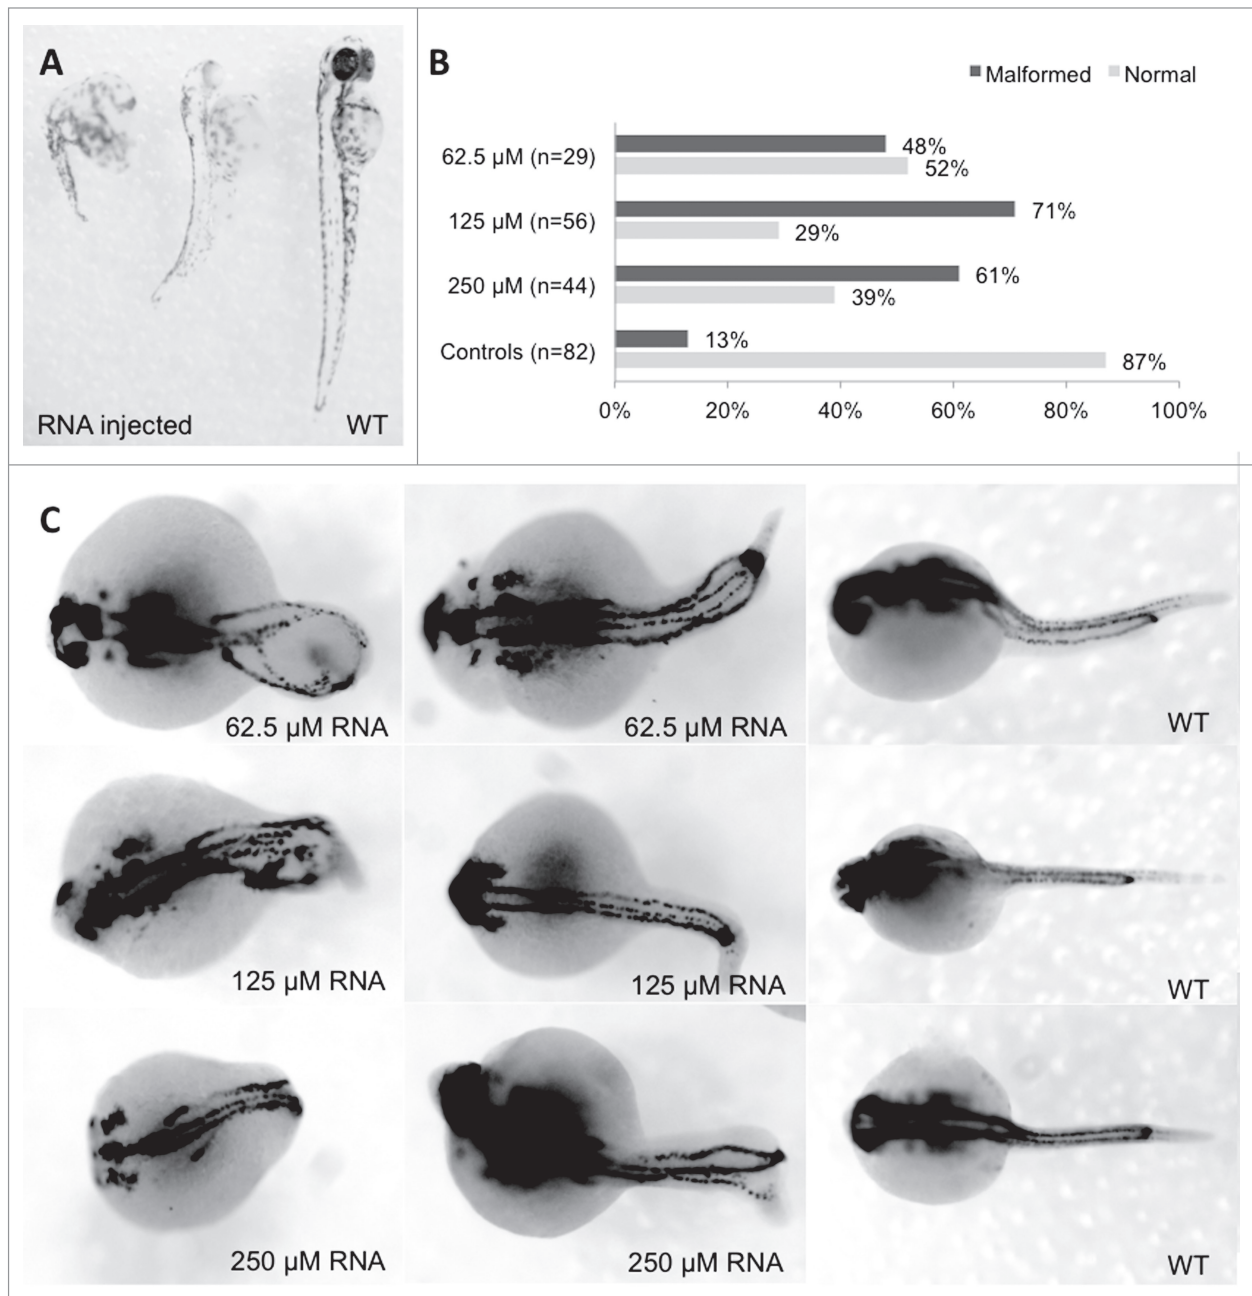 A
RNA injected
WT
B
Malformed
Normal
62.5 µM (n=29)
48%
52%
125 µM (n=56)
71%
29%
250 µM (n=44)
61%
39%
Controls (n=82)
13%
87%
0% 20% 40% 60% 80% 100%
C
62.5 µM RNA
62.5 µM RNA
WT
125 µM RNA
125 µM RNA
WT
250 µM RNA
250 µM RNA
WT